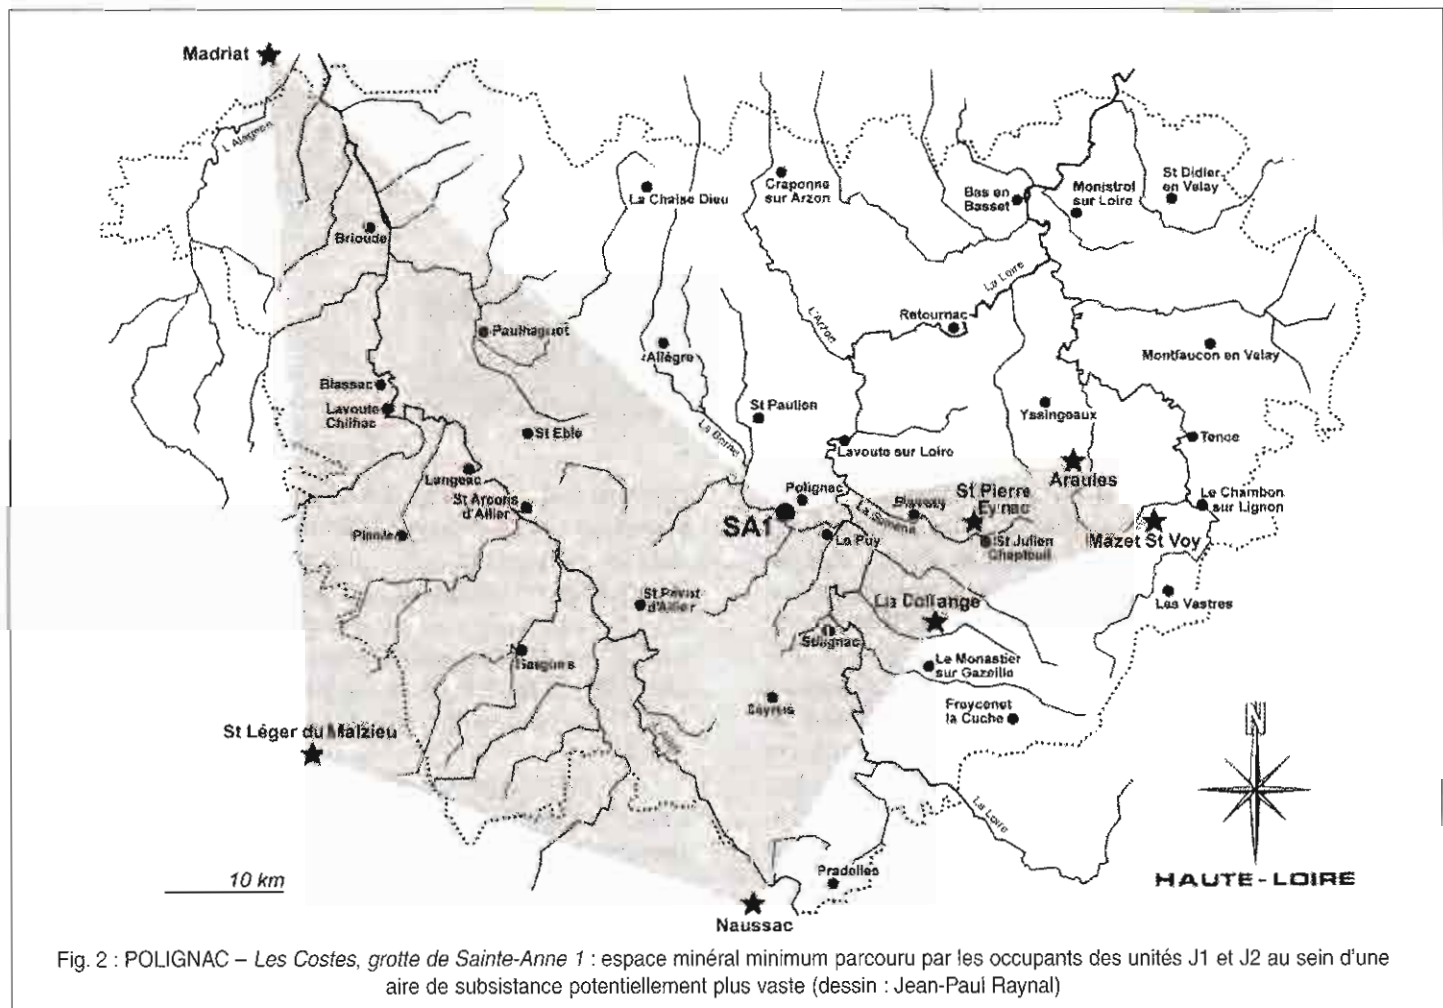 Madriat
L'Alagnon
La Chaise Dieu
Craponne
sur Arzon
Bas en
Basset
Monistrol
sur Loire
St Didier
en Velay
Brioude
La Loire
L'Arzon
Retournac
Paulhaguet
Allègre
Montfaucon en Velay
Blassac
Lavoute
Chilhac
St Paulien
Yssingeaux
St Eble
La Borne
Lavoute sur Loire
Tence
Langeac
Araules
St Arcons
d'Allier
Polignac
Blavozy
St Pierre
Eynac
Le Chambon
sur Lignon
SA1
La Sumène
Pinols
Le Puy
St Julien
Chapteuil
Mazet St Voy
St Privat
d'Allier
La Collange
Les Vastres
Solignac
Saugues
Le Monastier
sur Gazeille
Cayres
Freycenet
la Cuche
St Léger du Malzieu
N
La Loire
10 km
Pradelles
HAUTE-LOIRE
Naussac
Fig. 2 : POLIGNAC – Les Costes, grotte de Sainte-Anne 1 : espace minéral minimum parcouru par les occupants des unités J1 et J2 au sein d'une
aire de subsistance potentiellement plus vaste (dessin : Jean-Paul Raynal)